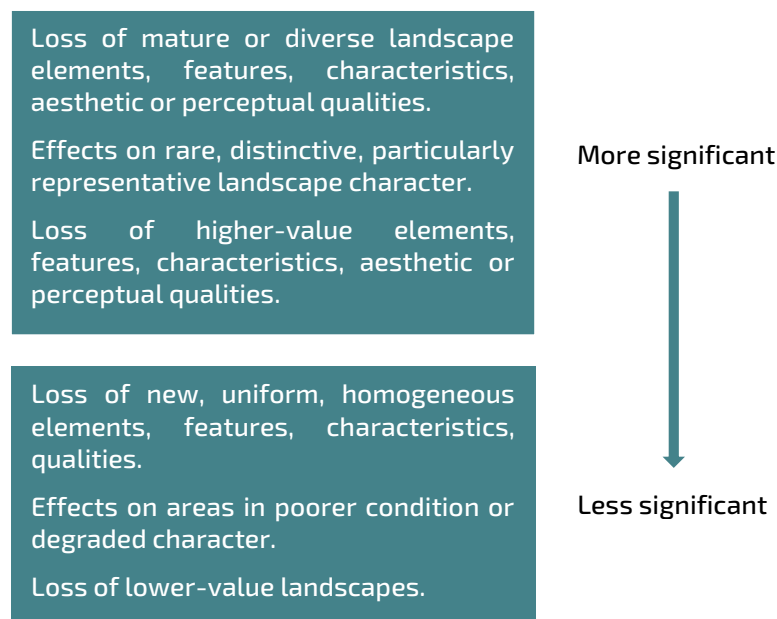 Loss of mature or diverse landscape
elements, features, characteristics,
aesthetic or perceptual qualities.
Effects on rare, distinctive, particularly
representative landscape character.
Loss of higher-value elements,
features, characteristics, aesthetic or
perceptual qualities.
More significant
Loss of new, uniform, homogeneous
elements, features, characteristics,
qualities.
Effects on areas in poorer condition or
degraded character.
Loss of lower-value landscapes.
Less significant